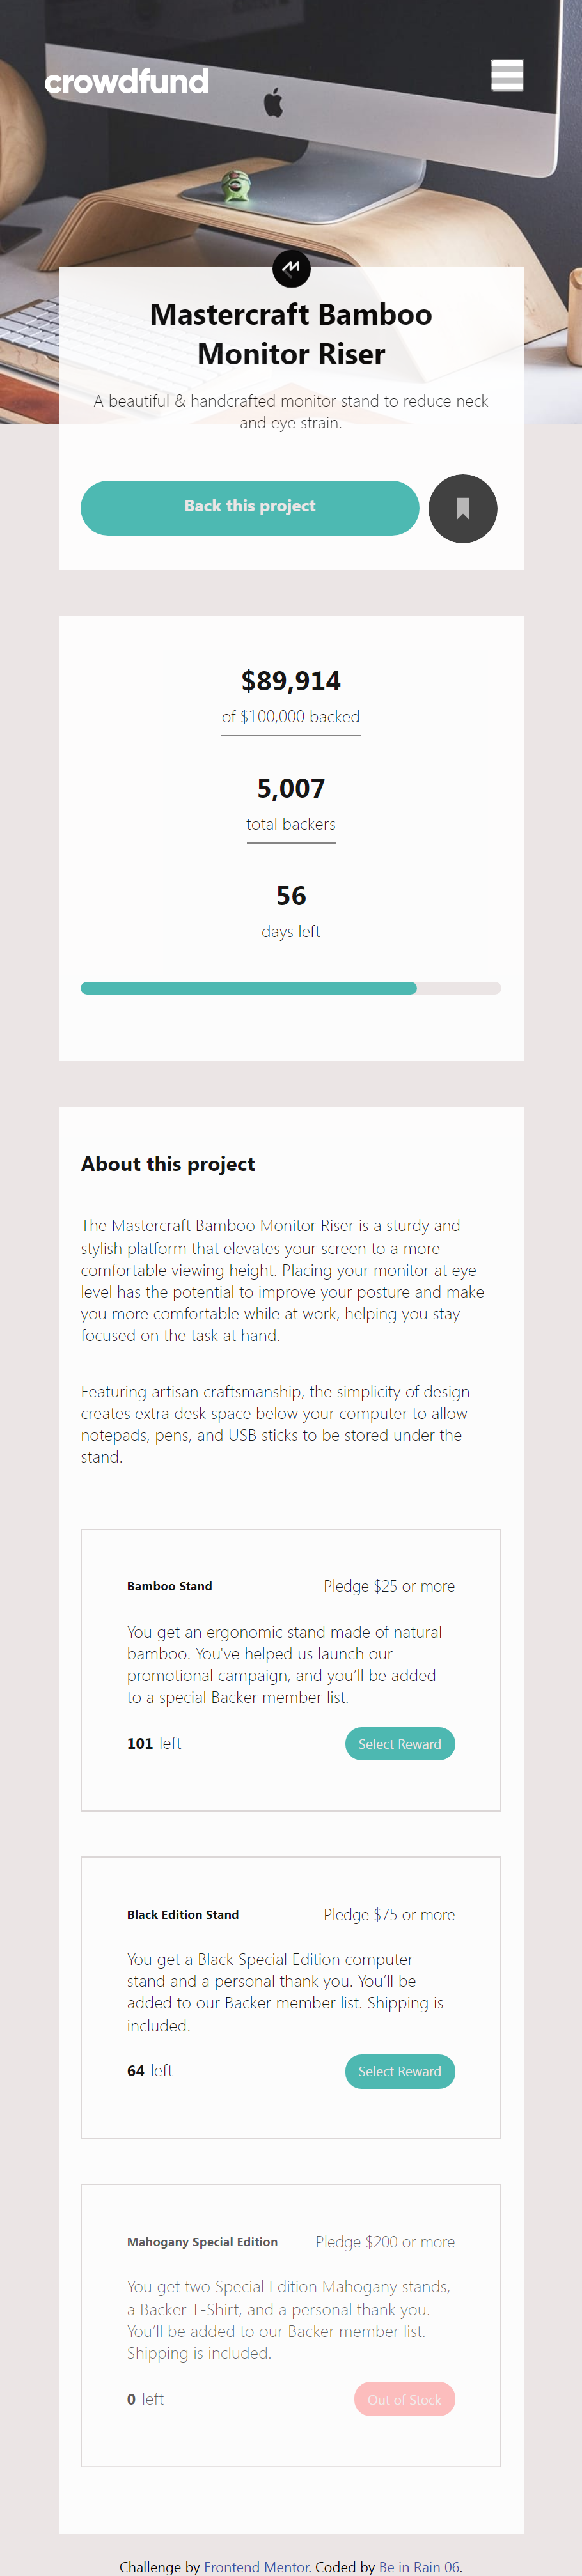 crowdfund
Mastercraft Bamboo
Monitor Riser
A beautiful & handcrafted monitor stand to reduce neck
and eye strain.
Back this project
$89,914
of $100,000 backed
5,007
total backers
56
days left
About this project
The Mastercraft Bamboo Monitor Riser is a sturdy and
stylish platform that elevates your screen to a more
comfortable viewing height. Placing your monitor at eye
level has the potential to improve your posture and make
you more comfortable while at work, helping you stay
focused on the task at hand.
Featuring artisan craftsmanship, the simplicity of design
creates extra desk space below your computer to allow
notepads, pens, and USB sticks to be stored under the
stand.
Bamboo Stand
Pledge $25 or more
You get an ergonomic stand made of natural
bamboo. You've helped us launch our
promotional campaign, and you’ll be added
to a special Backer member list.
101 left
Select Reward
Black Edition Stand
Pledge $75 or more
You get a Black Special Edition computer
stand and a personal thank you. You’ll be
added to our Backer member list. Shipping is
included.
64 left
Select Reward
Mahogany Special Edition
Pledge $200 or more
You get two Special Edition Mahogany stands,
a Backer T-Shirt, and a personal thank you.
You’ll be added to our Backer member list.
Shipping is included.
0 left
Out of Stock
Challenge by Frontend Mentor. Coded by Be in Rain 06.